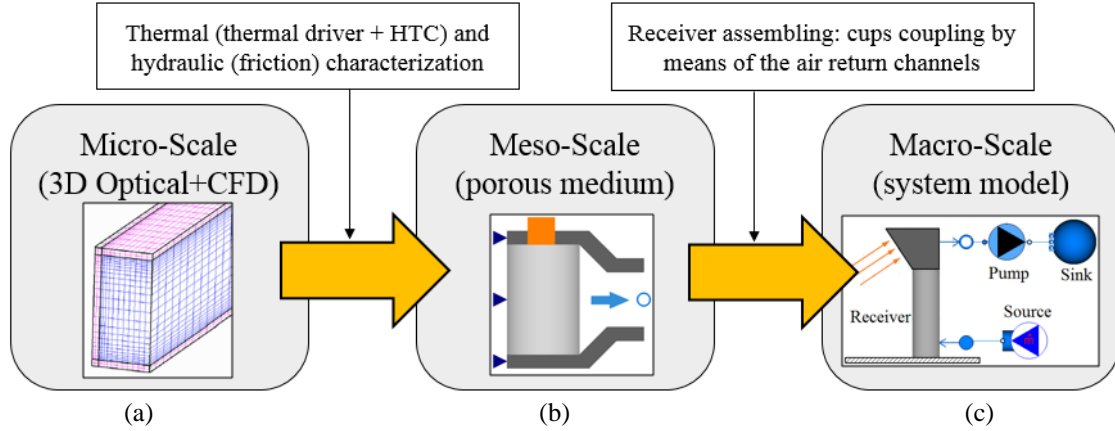 Thermal (thermal driver + HTC) and
hydraulic (friction) characterization
Receiver assembling: cups coupling by
means of the air return channels
Micro-Scale
(3D Optical+CFD)
Meso-Scale
(porous medium)
Macro-Scale
(system model)
Pump
Sink
Source
Receiver
(a)
(b)
(c)